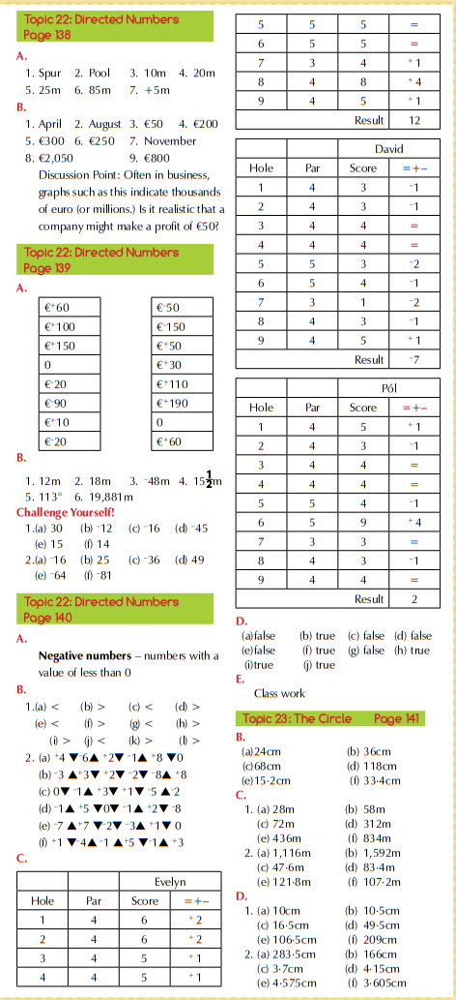 Topic 22: Directed Numbers
Page 138
A.
1. Spur 2. Pool 3. 10m 4. 20m
5. 25m 6. 85m 7. +5m
B.
1. April 2. August 3. €50 4. €200
5. €300 6. €250 7. November
8. €2,050 9. €800
Discussion Point: Often in business,
graphs such as this indicate thousands
of euro (or millions.) Is it realistic that a
company might make a profit of €50?
Topic 22: Directed Numbers
Page 139
A.
€⁺60 €⁻50
€⁺100 €⁻150
€⁺150 €⁺50
0 €⁺30
€⁻20 €⁺110
€⁻90 €⁺190
€⁺10 0
€⁻20 €⁺60
B.
1. 12m 2. 18m 3. ⁻48m 4. 15½m
5. 113° 6. 19,881m
Challenge Yourself!
1.(a) 30 (b) ⁻12 (c) ⁻16 (d) ⁻45
(e) 15 (f) 14
2.(a) ⁻16 (b) 25 (c) ⁻36 (d) 49
(e) ⁻64 (f) ⁻81
Topic 22: Directed Numbers
Page 140
A.
Negative numbers – numbers with a
value of less than 0
B.
1.(a) < (b) > (c) < (d) >
(e) < (f) > (g) < (h) >
(i) > (j) < (k) > (l) >
2. (a) ⁺4 ▼⁻6▲ ⁺2▼ ⁻1▲ ⁺8 ▼0
(b) ⁻3 ▲⁺3▼ ⁺2▼ ⁻2▼ ⁻8▲ ⁺8
(c) 0▼ ⁻1▲ ⁺3▼ ⁺1▼ ⁻5 ▲⁻2
(d) ⁻1▲ ⁺5 ▼0▼ ⁻1▲ ⁺2▼ ⁻8
(e) ⁻7 ▲⁺7 ▼⁻2▼ ⁻3▲ ⁺1▼ 0
(f) ⁺1 ▼⁻4▲ ⁻1 ▲⁺5 ▼⁻1▲ ⁺3
C.
Evelyn
Hole Par Score =+–
1 4 6 ⁺2
2 4 6 ⁺2
3 4 5 ⁺1
4 4 5 ⁺1
5 5 5 =
6 5 5 =
7 3 4 ⁺1
8 4 8 ⁺4
9 4 5 ⁺1
Result 12
David
Hole Par Score =+–
1 4 3 ⁻1
2 4 3 ⁻1
3 4 4 =
4 4 4 =
5 5 3 ⁻2
6 5 4 ⁻1
7 3 1 ⁻2
8 4 3 ⁻1
9 4 5 ⁺1
Result ⁻7
Pól
Hole Par Score =+–
1 4 5 ⁺1
2 4 3 ⁻1
3 4 4 =
4 4 4 =
5 5 4 ⁻1
6 5 9 ⁺4
7 3 3 =
8 4 3 ⁻1
9 4 4 =
Result 2
D.
(a)false (b) true (c) false (d) false
(e)false (f) true (g) false (h) true
(i)true (j) true
E.
Class work
Topic 23: The Circle Page 141
B.
(a)24cm (b) 36cm
(c)68cm (d) 118cm
(e)15·2cm (f) 33·4cm
C.
1. (a) 28m (b) 58m
(c) 72m (d) 312m
(e) 436m (f) 834m
2. (a) 1,116m (b) 1,592m
(c) 47·6m (d) 83·4m
(e) 121·8m (f) 107·2m
D.
1. (a) 10cm (b) 10·5cm
(c) 16·5cm (d) 49·5cm
(e) 106·5cm (f) 209cm
2. (a) 283·5cm (b) 166cm
(c) 3·7cm (d) 4·15cm
(e) 4·575cm (f) 3·605cm